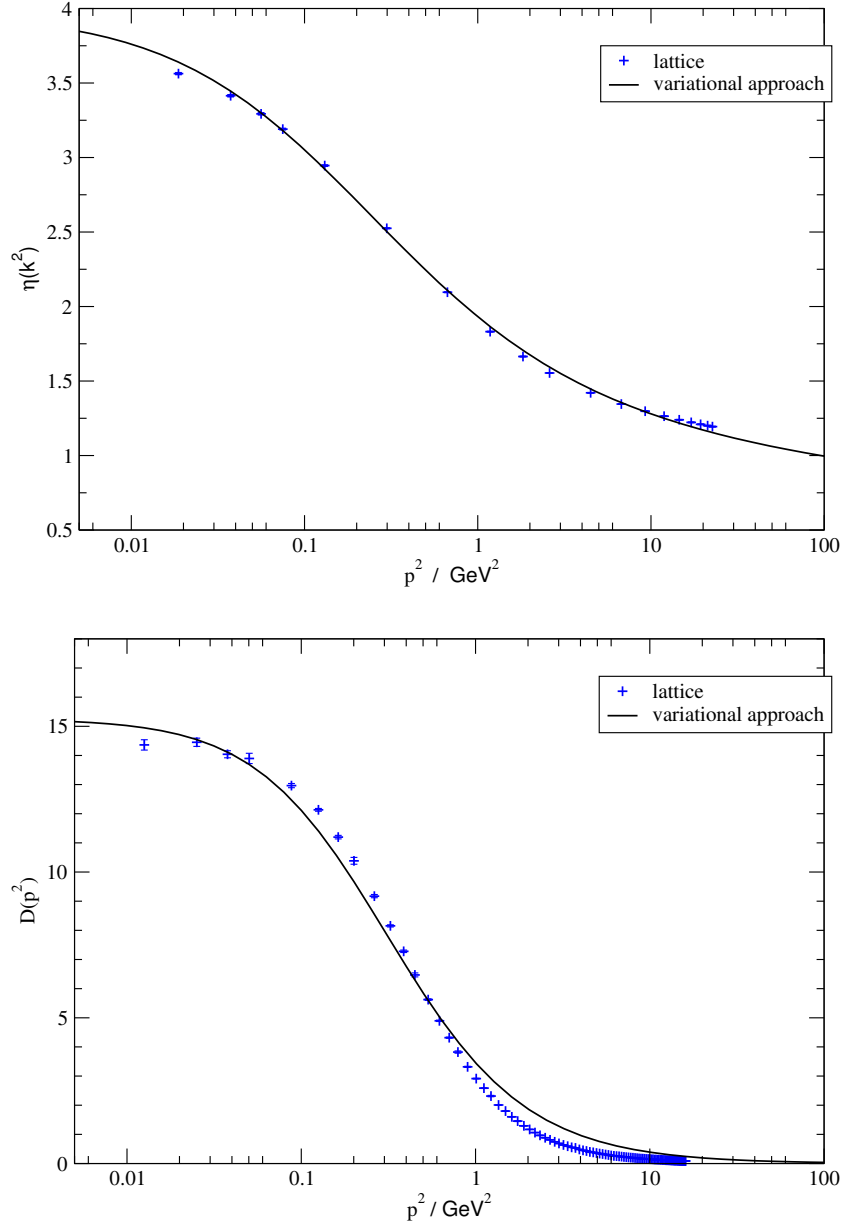 4
3.5
3
2.5
2
1.5
1
0.5
η(k²)
lattice
variational approach
0.01
0.1
1
10
100
p² / GeV²
15
10
5
0
D(p²)
lattice
variational approach
0.01
0.1
1
10
100
p² / GeV²